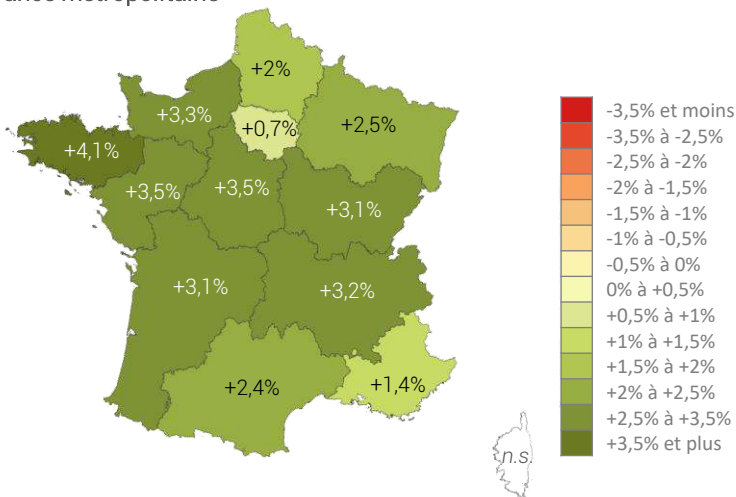 +2%
+3,3%
+0,7%
+2,5%
+4,1%
+3,5%
+3,5%
+3,1%
+3,1%
+3,2%
+2,4%
+1,4%
n.s.
-3,5% et moins
-3,5% à -2,5%
-2,5% à -2%
-2% à -1,5%
-1,5% à -1%
-1% à -0,5%
-0,5% à 0%
0% à +0,5%
+0,5% à +1%
+1% à +1,5%
+1,5% à +2%
+2% à +2,5%
+2,5% à +3,5%
+3,5% et plus